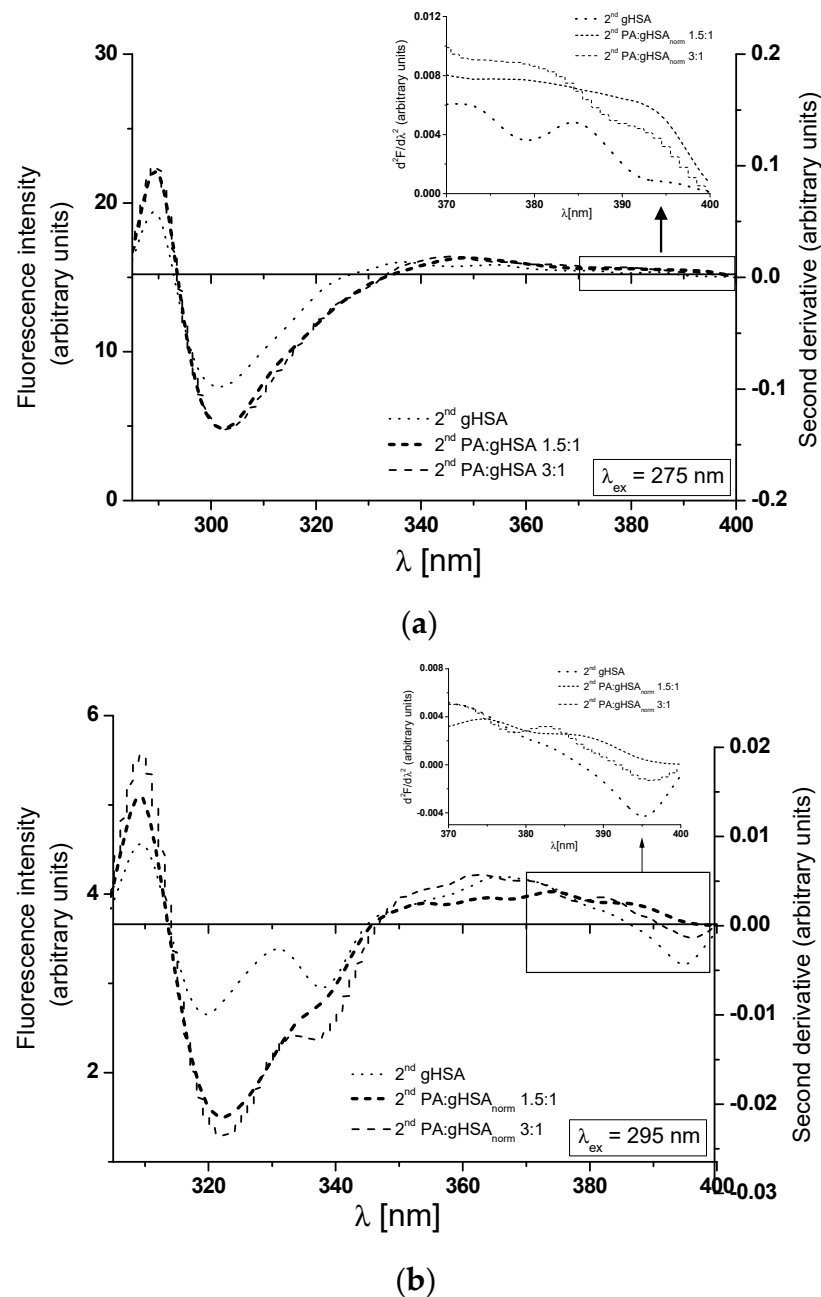 0.012
2nd gHSA
2nd PA:gHSAnorm 1.5:1
2nd PA:gHSAnorm 3:1
0.008
0.004
0.000
d2F/dλ2 (arbitrary units)
370 380 390 400
λ[nm]
30
20
10
0
Fluorescence intensity
(arbitrary units)
0.2
0.1
0.0
-0.1
-0.2
Second derivative (arbitrary units)
2nd gHSA
2nd PA:gHSA 1.5:1
2nd PA:gHSA 3:1
λex = 275 nm
300 320 340 360 380 400
λ [nm]
(a)
0.008
2nd gHSA
2nd PA:gHSAnorm 1.5:1
2nd PA:gHSAnorm 3:1
0.004
0.000
-0.004
d2F/dλ2 (arbitrary units)
370 380 390 400
λ[nm]
6
4
2
Fluorescence intensity
(arbitrary units)
0.02
0.01
0.00
-0.01
-0.02
-0.03
Second derivative (arbitrary units)
2nd gHSA
2nd PA:gHSAnorm 1.5:1
2nd PA:gHSAnorm 3:1
λex = 295 nm
320 340 360 380 400
λ [nm]
(b)